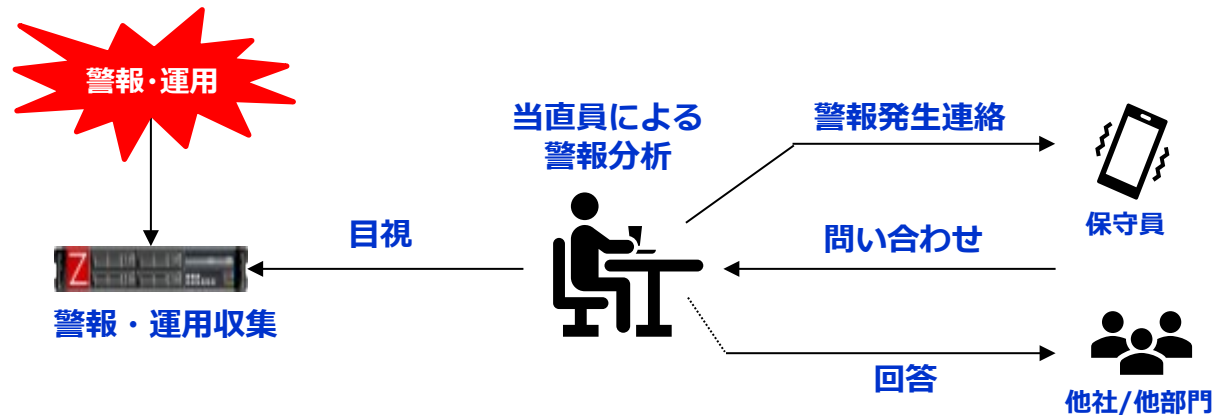 警報・運用
当直員による
警報分析
警報発生連絡
目視
問い合わせ
保守員
Z
警報・運用収集
回答
他社/他部門